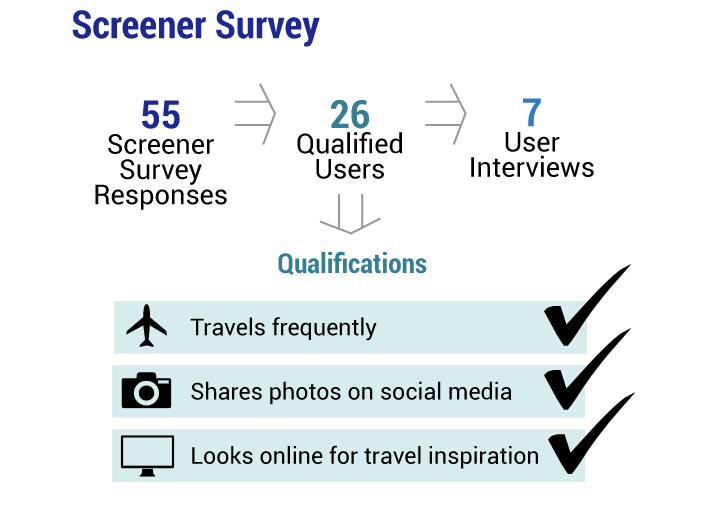 Screener Survey
55
Screener
Survey
Responses
26
Qualified
Users
7
User
Interviews
Qualifications
Travels frequently
Shares photos on social media
Looks online for travel inspiration